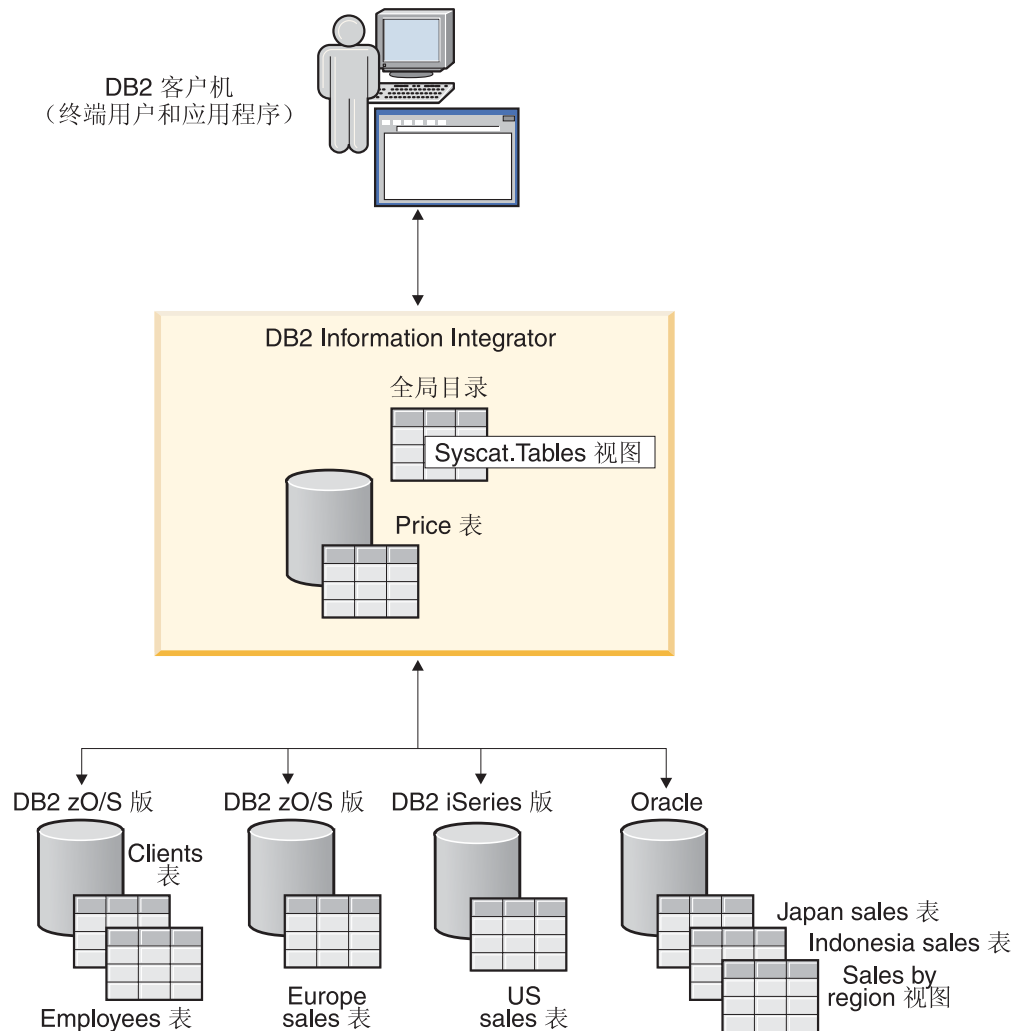 DB2 客户机
（终端用户和应用程序）
DB2 Information Integrator
全局目录
Syscat.Tables 视图
Price 表
DB2 zO/S 版
DB2 zO/S 版
DB2 iSeries 版
Oracle
Clients
表
Employees 表
Europe
sales 表
US
sales 表
Japan sales 表
Indonesia sales 表
Sales by
region 视图